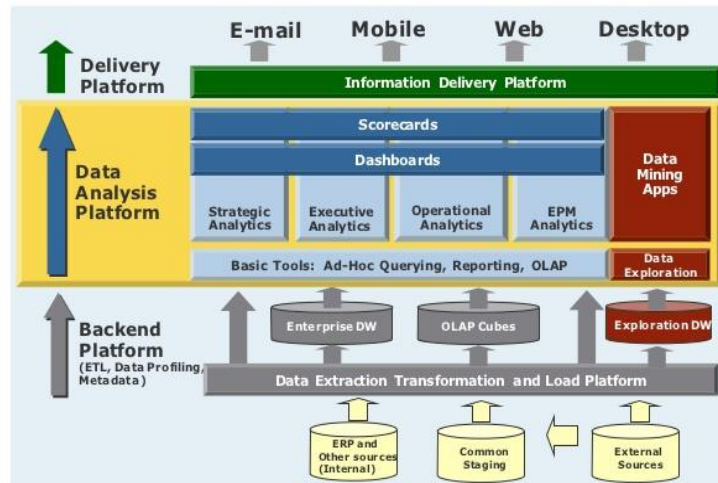 E-mail
Mobile
Web
Desktop
Delivery
Platform
Information Delivery Platform
Data
Analysis
Platform
Scorecards
Dashboards
Strategic
Analytics
Executive
Analytics
Operational
Analytics
EPM
Analytics
Data
Mining
Apps
Basic Tools: Ad-Hoc Querying, Reporting, OLAP
Data
Exploration
Backend
Platform
(ETL, Data Profiling,
Metadata)
Enterprise DW
OLAP Cubes
Exploration DW
Data Extraction Transformation and Load Platform
ERP and
Other sources
(Internal)
Common
Staging
External
Sources